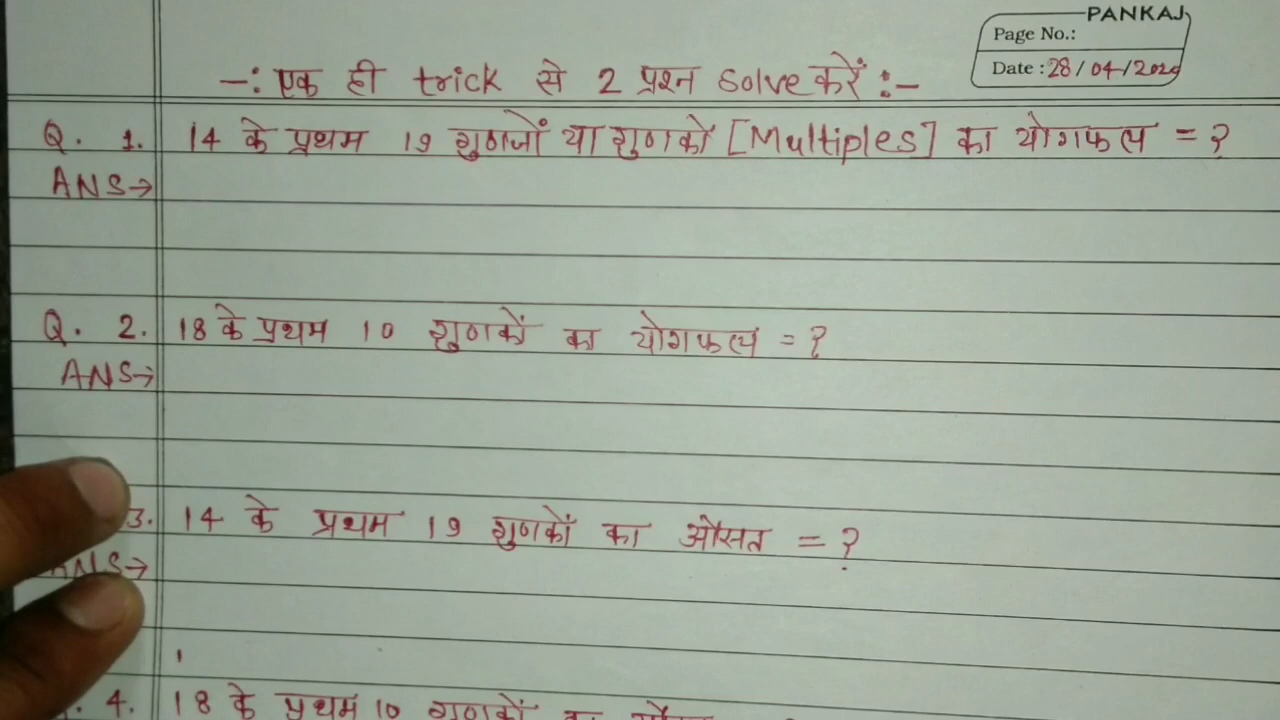 PANKAJ
Page No.:
Date : 28/04/2020
-: एक ही trick से 2 प्रश्न solve करें :-
Q. 1. 14 के प्रथम 19 गुणजों या गुणकों [Multiples] का योगफल = ?
ANS→
Q. 2. 18 के प्रथम 10 गुणकों का योगफल = ?
ANS→
3. 14 के प्रथम 19 गुणकों का औसत = ?
ANS→
. 4. 18 के प्रथम 10 गुणकों का